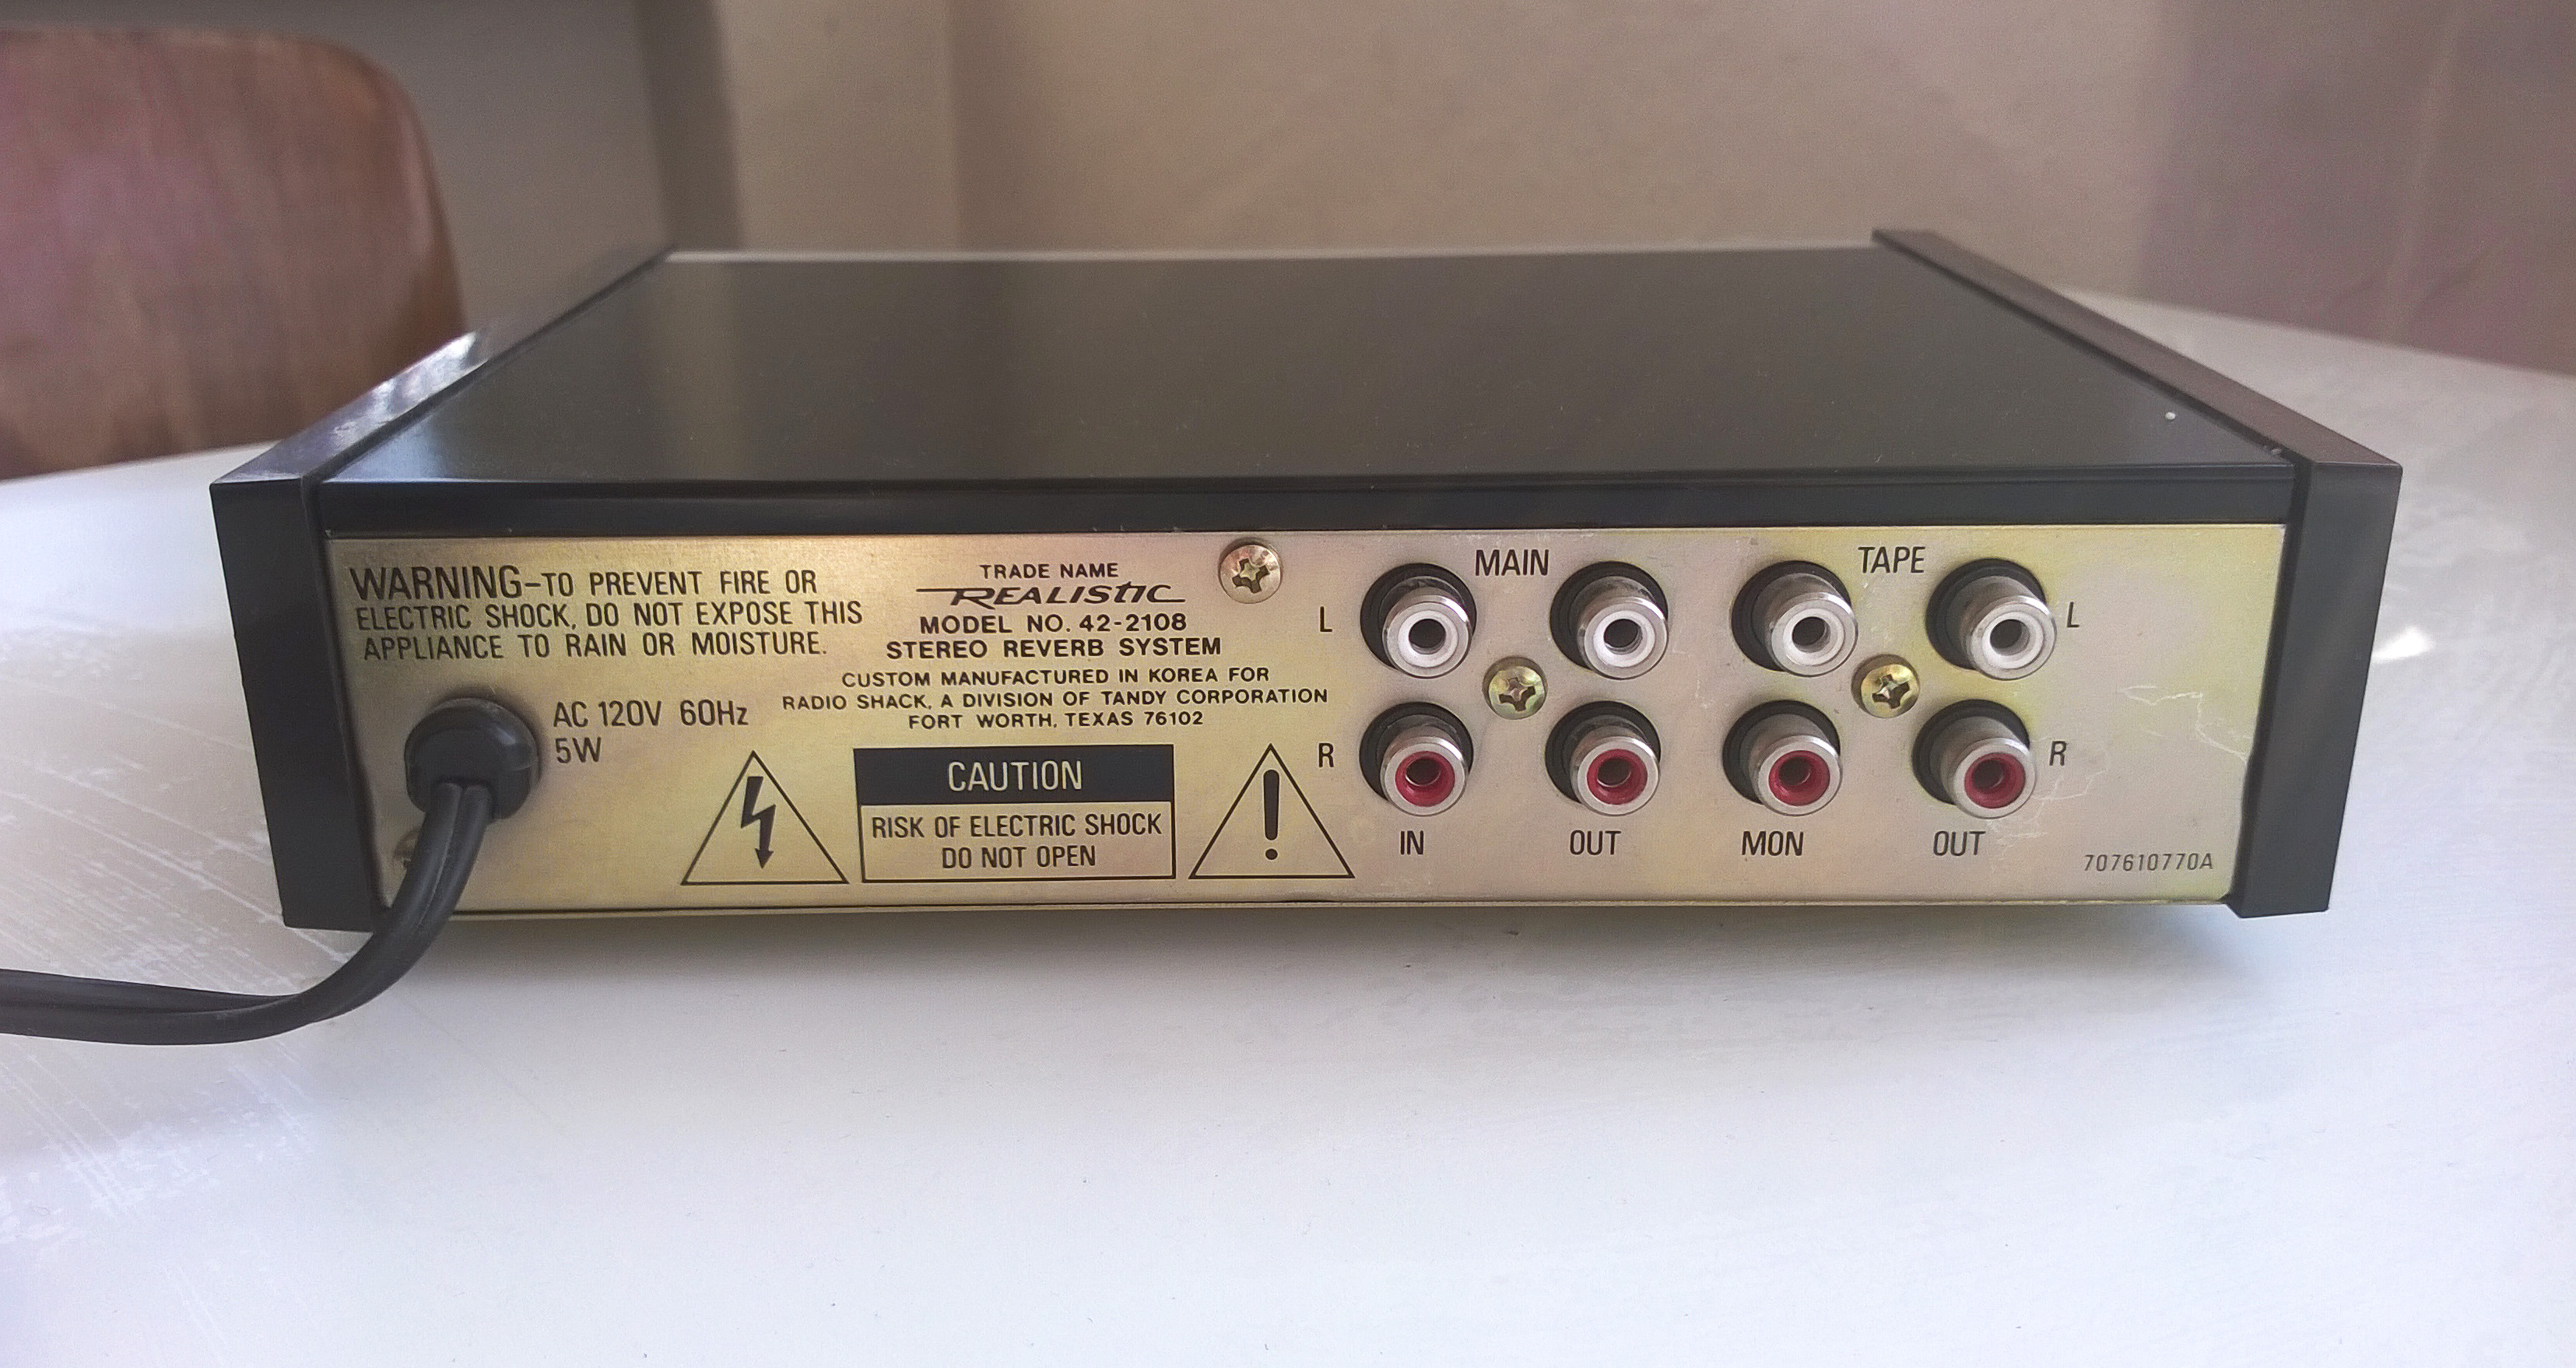 WARNING-TO PREVENT FIRE OR
ELECTRIC SHOCK, DO NOT EXPOSE THIS
APPLIANCE TO RAIN OR MOISTURE.
AC 120V 60Hz
5W
TRADE NAME
REALISTIC
MODEL NO. 42-2108
STEREO REVERB SYSTEM
CUSTOM MANUFACTURED IN KOREA FOR
RADIO SHACK, A DIVISION OF TANDY CORPORATION
FORT WORTH, TEXAS 76102
CAUTION
RISK OF ELECTRIC SHOCK
DO NOT OPEN
MAIN TAPE
L L
R R
IN OUT MON OUT
707610770A